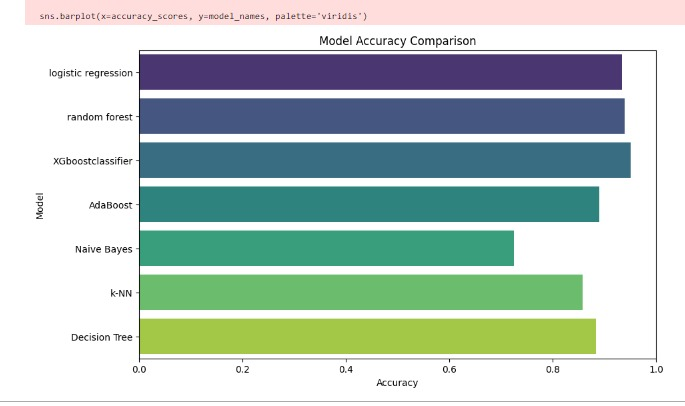 sns.barplot(x=accuracy_scores, y=model_names, palette='viridis')
Model Accuracy Comparison
logistic regression
random forest
XGboostclassifier
AdaBoost
Naive Bayes
k-NN
Decision Tree
Model
0.0 0.2 0.4 0.6 0.8 1.0
Accuracy